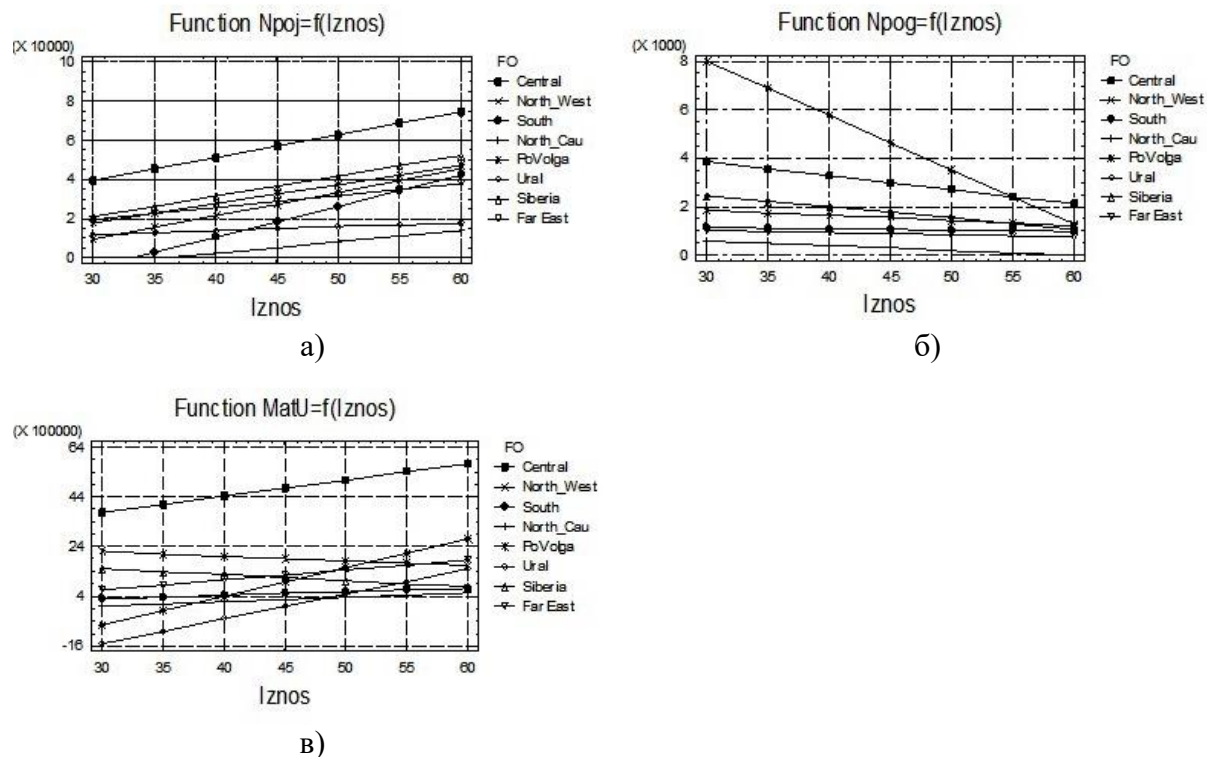 Function Npoj=f(Iznos)
(X 10000)
10
8
6
4
2
0
30 35 40 45 50 55 60
Iznos
FO
Central
North_West
South
North_Cau
PoVolga
Ural
Siberia
Far East
а)
Function Npog=f(Iznos)
(X 1000)
8
6
4
2
0
30 35 40 45 50 55 60
Iznos
FO
Central
North_West
South
North_Cau
PoVolga
Ural
Siberia
Far East
б)
Function MatU=f(Iznos)
(X 100000)
64
44
24
4
-16
30 35 40 45 50 55 60
Iznos
FO
Central
North_West
South
North_Cau
PoVolga
Ural
Siberia
Far East
в)